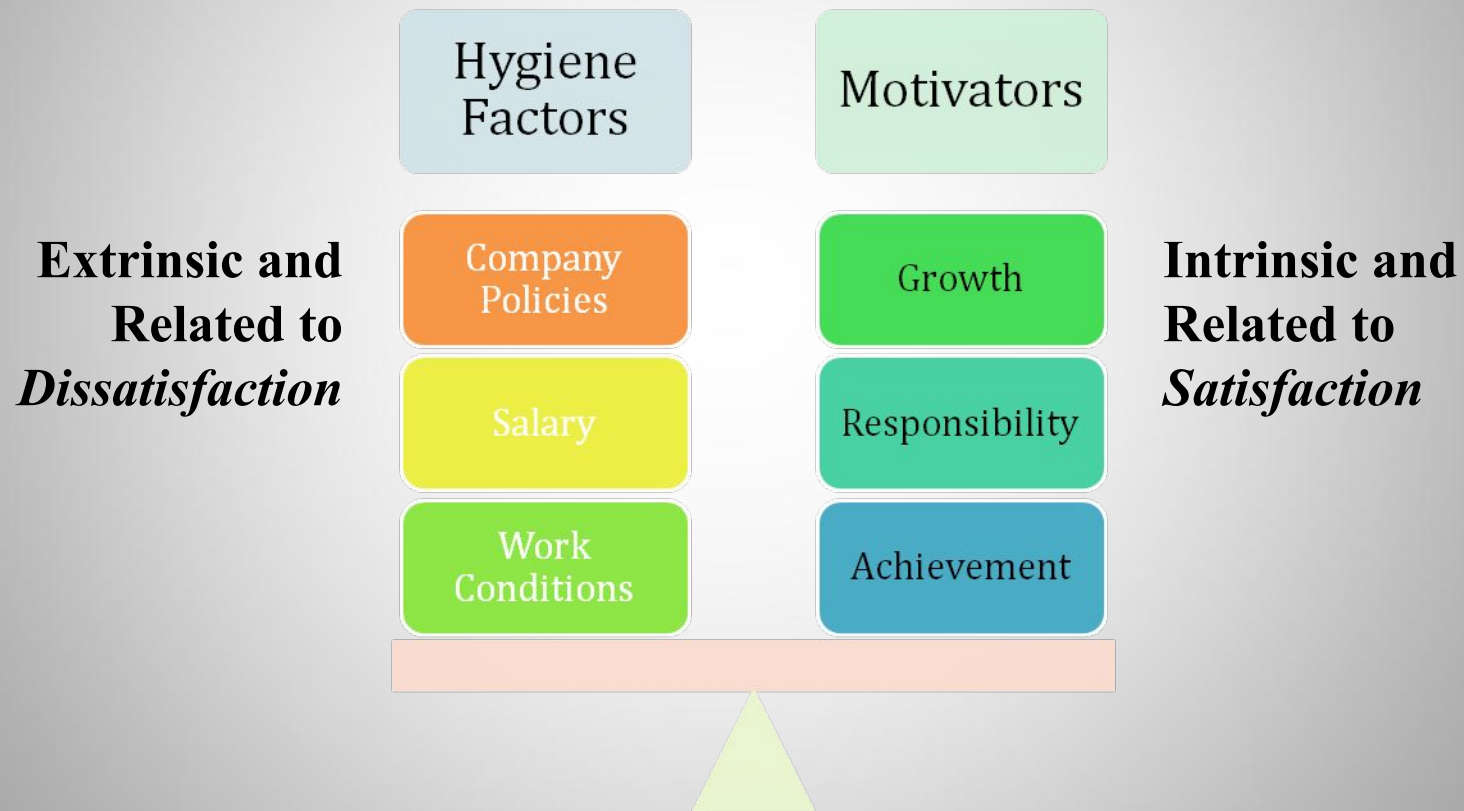 Hygiene
Factors
Motivators
Extrinsic and
Related to
Dissatisfaction
Company
Policies
Salary
Work
Conditions
Growth
Responsibility
Achievement
Intrinsic and
Related to
Satisfaction